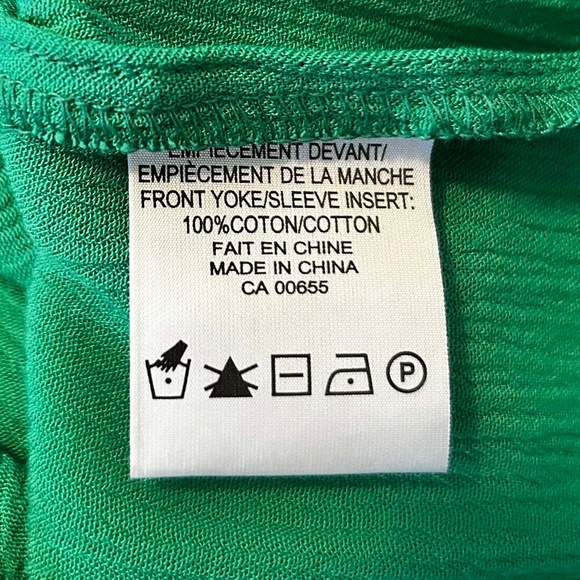 EMPIÈCEMENT DEVANT/
EMPIÈCEMENT DE LA MANCHE
FRONT YOKE/SLEEVE INSERT:
100%COTON/COTTON
FAIT EN CHINE
MADE IN CHINA
CA 00655
P